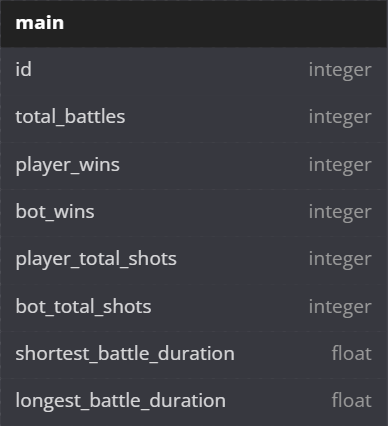 main
id integer
total_battles integer
player_wins integer
bot_wins integer
player_total_shots integer
bot_total_shots integer
shortest_battle_duration float
longest_battle_duration float